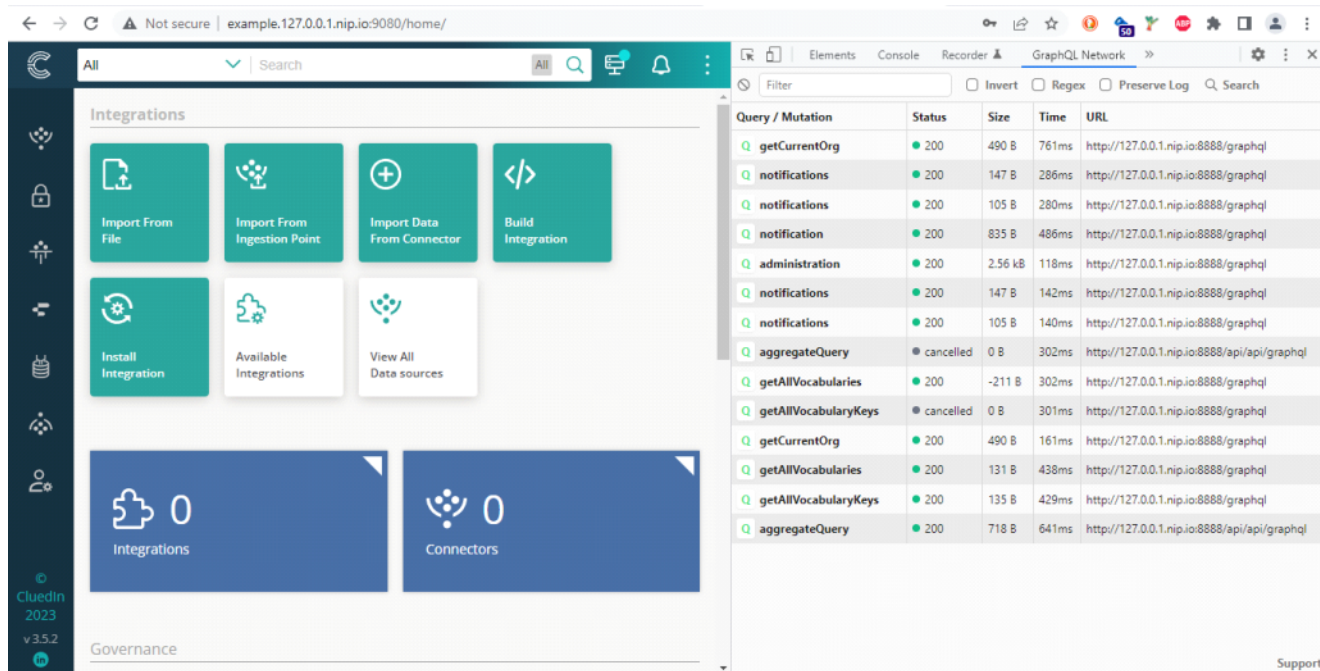 Not secure | example.127.0.0.1.nip.io:9080/home/
ABP
50
All
Search
All
Integrations
Import From
File
Import From
Ingestion Point
Import Data
From Connector
Build
Integration
Install
Integration
Available
Integrations
View All
Data sources
0
Integrations
0
Connectors
Governance
©
CluedIn
2023
v 3.5.2
in
Elements Console Recorder GraphQL Network »
Filter Invert Regex Preserve Log Search
Query / Mutation Status Size Time URL
Q getCurrentOrg 200 490 B 761ms http://127.0.0.1.nip.io:8888/graphql
Q notifications 200 147 B 286ms http://127.0.0.1.nip.io:8888/graphql
Q notifications 200 105 B 280ms http://127.0.0.1.nip.io:8888/graphql
Q notification 200 835 B 486ms http://127.0.0.1.nip.io:8888/graphql
Q administration 200 2.56 kB 118ms http://127.0.0.1.nip.io:8888/graphql
Q notifications 200 147 B 142ms http://127.0.0.1.nip.io:8888/graphql
Q notifications 200 105 B 140ms http://127.0.0.1.nip.io:8888/graphql
Q aggregateQuery cancelled 0 B 302ms http://127.0.0.1.nip.io:8888/api/api/graphql
Q getAllVocabularies 200 -211 B 302ms http://127.0.0.1.nip.io:8888/graphql
Q getAllVocabularyKeys cancelled 0 B 301ms http://127.0.0.1.nip.io:8888/graphql
Q getCurrentOrg 200 490 B 161ms http://127.0.0.1.nip.io:8888/graphql
Q getAllVocabularies 200 131 B 438ms http://127.0.0.1.nip.io:8888/graphql
Q getAllVocabularyKeys 200 135 B 429ms http://127.0.0.1.nip.io:8888/graphql
Q aggregateQuery 200 718 B 641ms http://127.0.0.1.nip.io:8888/api/api/graphql
Support